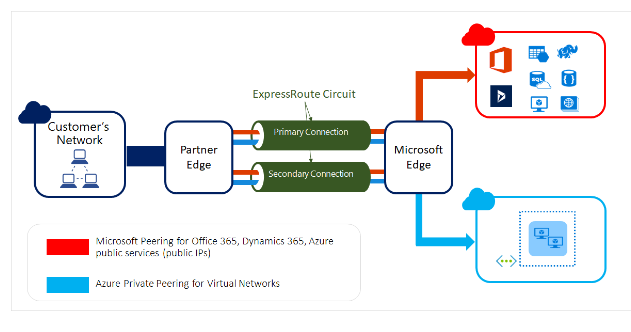 ExpressRoute Circuit
Customer's
Network
Partner
Edge
Primary Connection
Secondary Connection
Microsoft
Edge
SQL
Microsoft Peering for Office 365, Dynamics 365, Azure
public services (public IPs)
Azure Private Peering for Virtual Networks